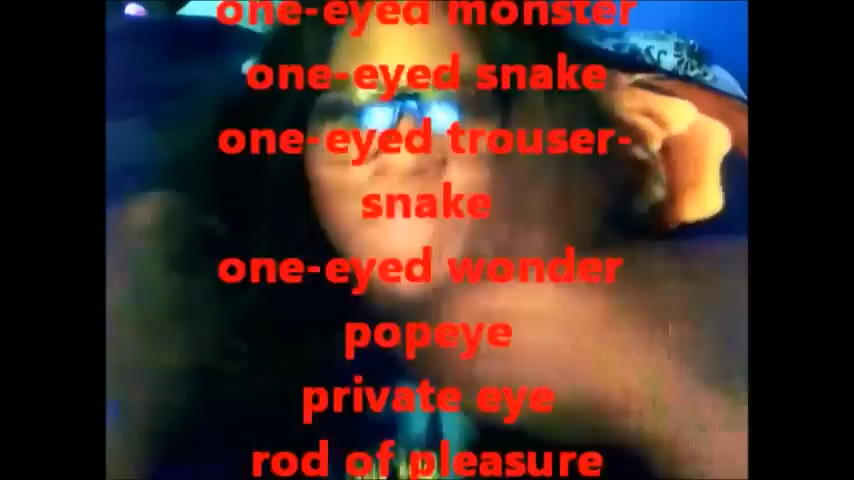 one-eyed monster
one-eyed snake
one-eyed trouser-
snake
one-eyed wonder
popeye
private eye
rod of pleasure